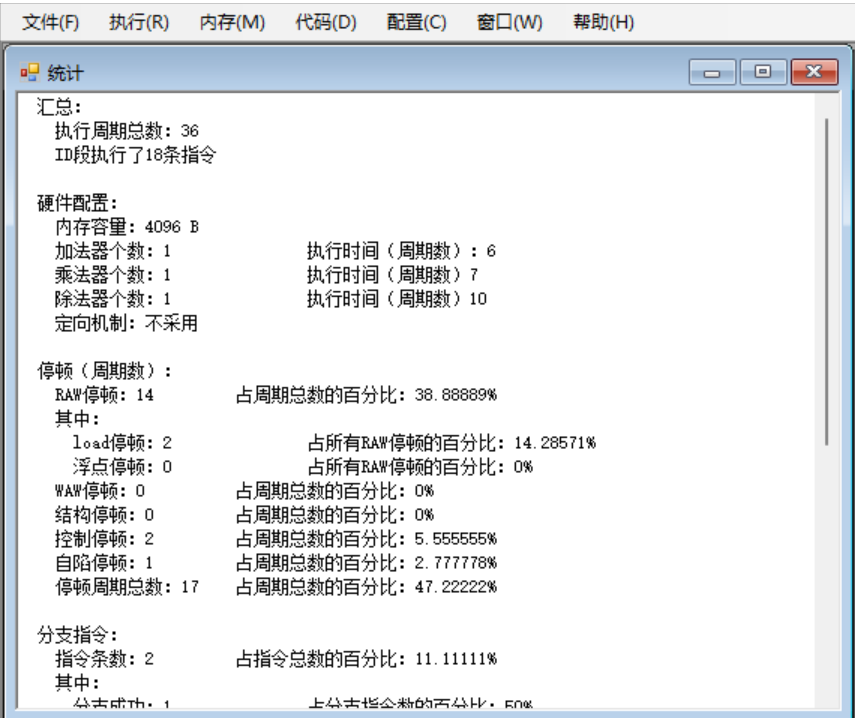 文件(F) 执行(R) 内存(M) 代码(D) 配置(C) 窗口(W) 帮助(H)
统计
汇总:
执行周期总数: 36
ID段执行了18条指令
硬件配置:
内存容量: 4096 B
加法器个数: 1 执行时间（周期数）: 6
乘法器个数: 1 执行时间（周期数）7
除法器个数: 1 执行时间（周期数）10
定向机制: 不采用
停顿（周期数）:
RAW停顿: 14 占周期总数的百分比: 38.88889%
其中:
load停顿: 2 占所有RAW停顿的百分比: 14.28571%
浮点停顿: 0 占所有RAW停顿的百分比: 0%
WAW停顿: 0 占周期总数的百分比: 0%
结构停顿: 0 占周期总数的百分比: 0%
控制停顿: 2 占周期总数的百分比: 5.555555%
自陷停顿: 1 占周期总数的百分比: 2.777778%
停顿周期总数: 17 占周期总数的百分比: 47.22222%
分支指令:
指令条数: 2 占指令总数的百分比: 11.11111%
其中:
分支成功: 1 占分支指令数的百分比: 50%